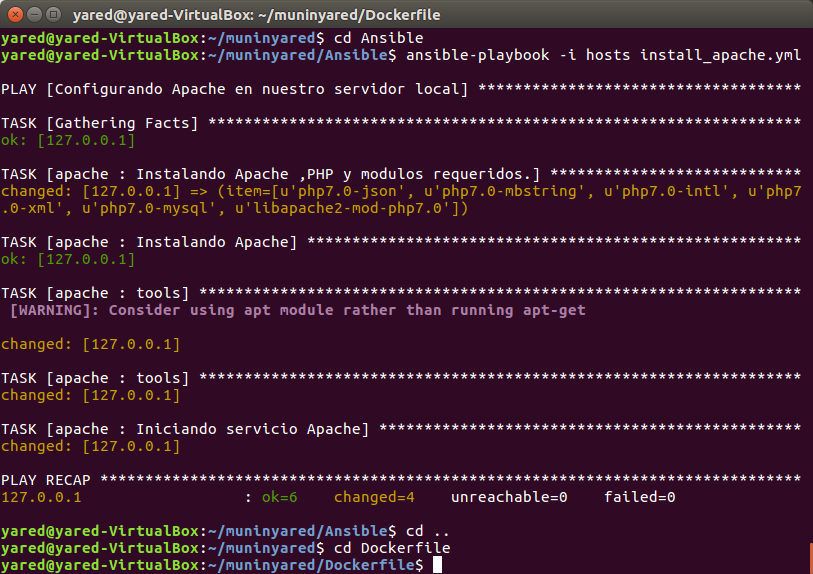 yared@yared-VirtualBox: ~/muninyared/Dockerfile
yared@yared-VirtualBox:~/muninyared$ cd Ansible
yared@yared-VirtualBox:~/muninyared/Ansible$ ansible-playbook -i hosts install_apache.yml
PLAY [Configurando Apache en nuestro servidor local] ************************************
TASK [Gathering Facts] ******************************************************************
ok: [127.0.0.1]
TASK [apache : Instalando Apache ,PHP y modulos requeridos.] ****************************
changed: [127.0.0.1] => (item=[u'php7.0-json', u'php7.0-mbstring', u'php7.0-intl', u'php7
.0-xml', u'php7.0-mysql', u'libapache2-mod-php7.0'])
TASK [apache : Instalando Apache] *******************************************************
ok: [127.0.0.1]
TASK [apache : tools] *******************************************************************
[WARNING]: Consider using apt module rather than running apt-get
changed: [127.0.0.1]
TASK [apache : tools] *******************************************************************
changed: [127.0.0.1]
TASK [apache : Iniciando servicio Apache] ***********************************************
changed: [127.0.0.1]
PLAY RECAP ******************************************************************************
127.0.0.1                  : ok=6    changed=4    unreachable=0    failed=0
yared@yared-VirtualBox:~/muninyared/Ansible$ cd ..
yared@yared-VirtualBox:~/muninyared$ cd Dockerfile
yared@yared-VirtualBox:~/muninyared/Dockerfile$